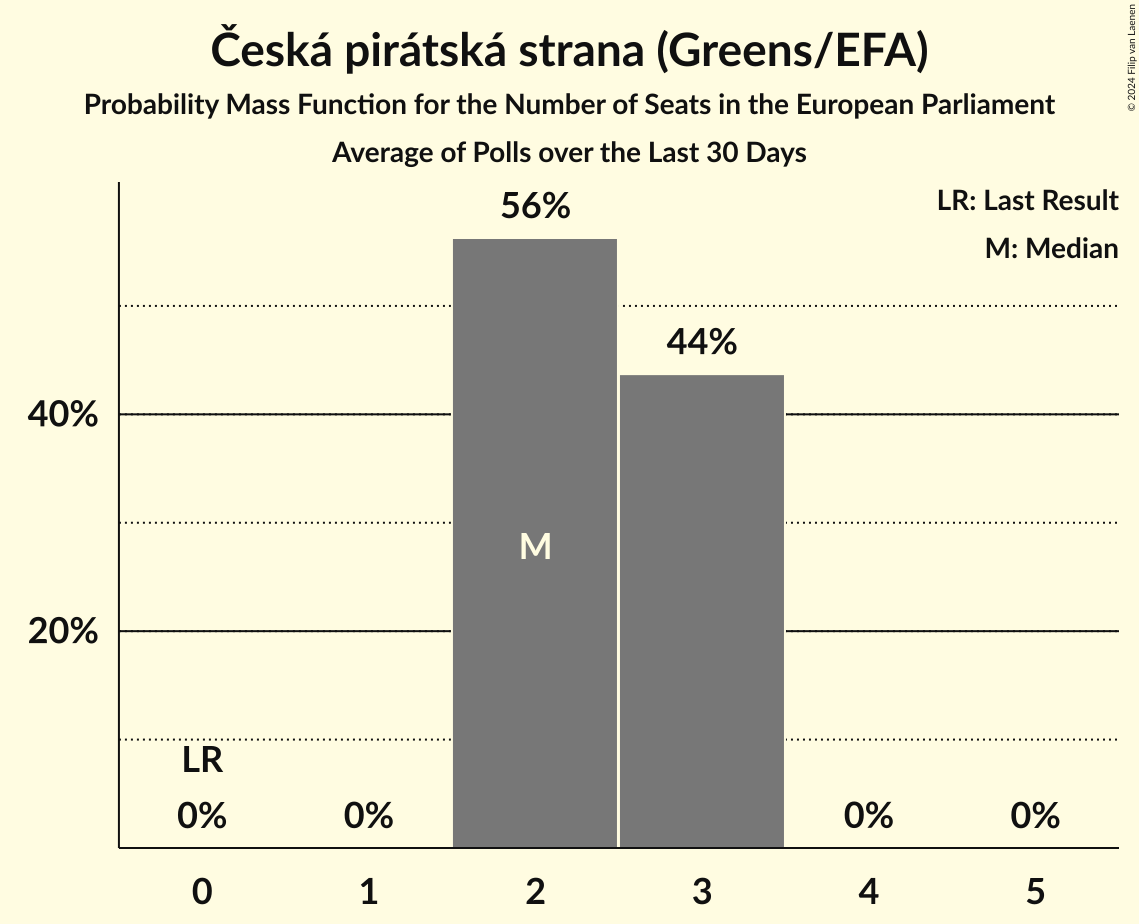 Česká pirátská strana (Greens/EFA)
Probability Mass Function for the Number of Seats in the European Parliament
Average of Polls over the Last 30 Days
© 2024 Filip van Laenen
LR: Last Result
M: Median
56%
44%
40%
M
20%
LR
0%
0%
0%
0%
0
1
2
3
4
5